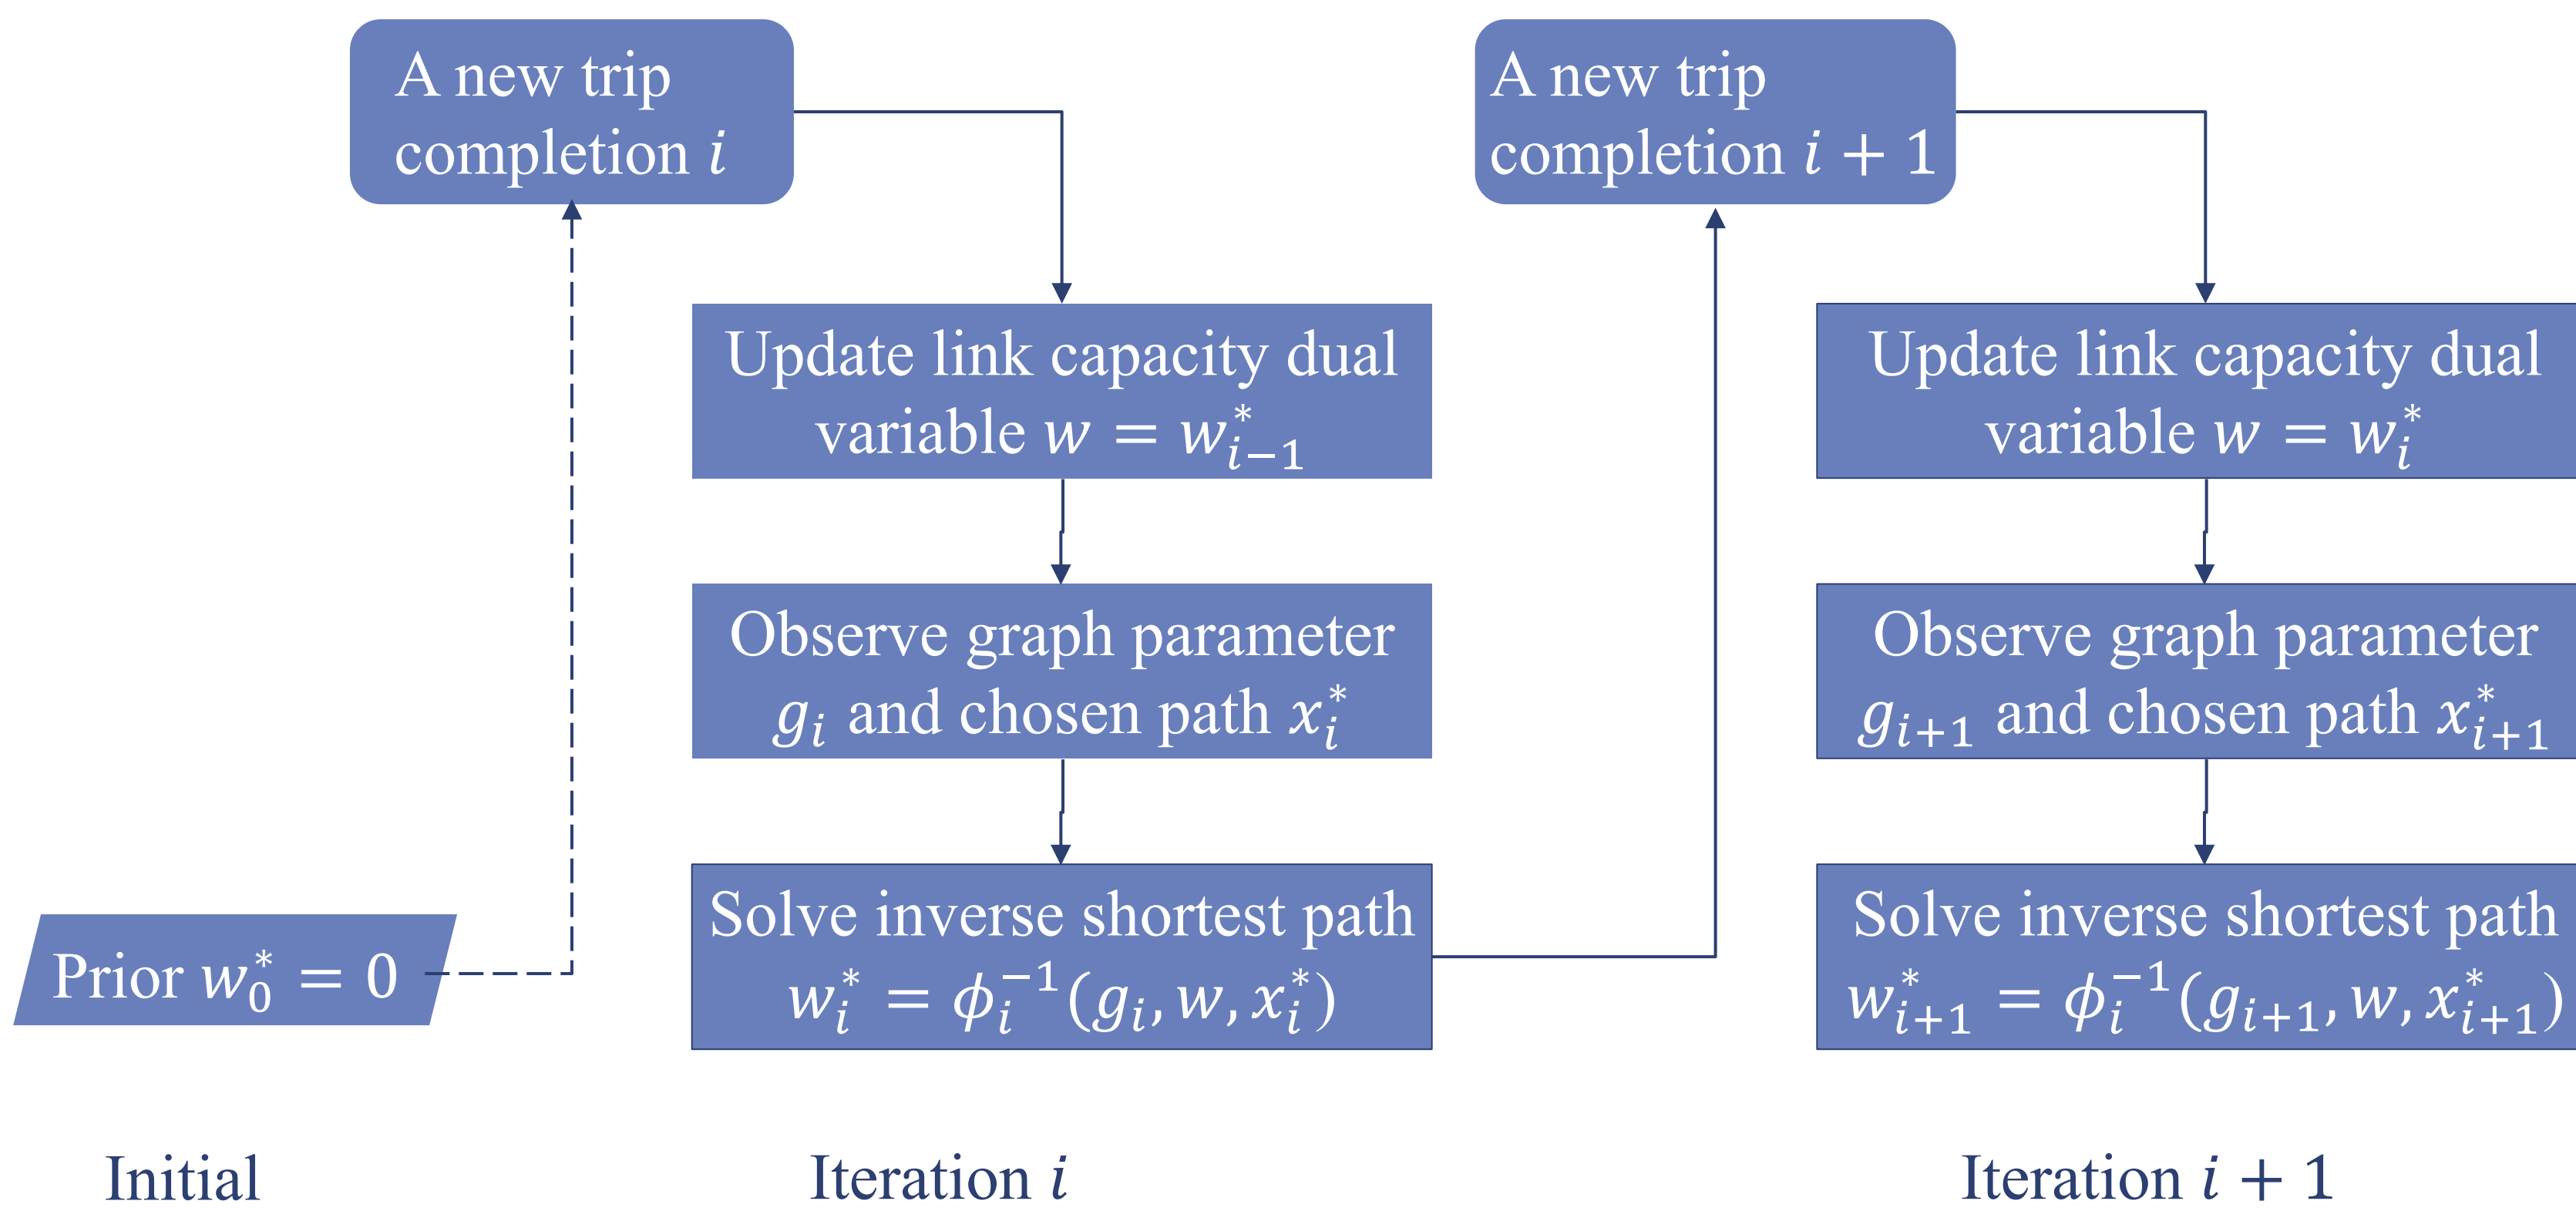 A new trip
completion i
A new trip
completion i + 1
Update link capacity dual
variable w = w*_{i−1}
Update link capacity dual
variable w = w*_i
Observe graph parameter
g_i and chosen path x*_i
Observe graph parameter
g_{i+1} and chosen path x*_{i+1}
Solve inverse shortest path
w*_i = ϕ_i^{−1}(g_i, w, x*_i)
Solve inverse shortest path
w*_{i+1} = ϕ_i^{−1}(g_{i+1}, w, x*_{i+1})
Prior w*_0 = 0
Initial
Iteration i
Iteration i + 1